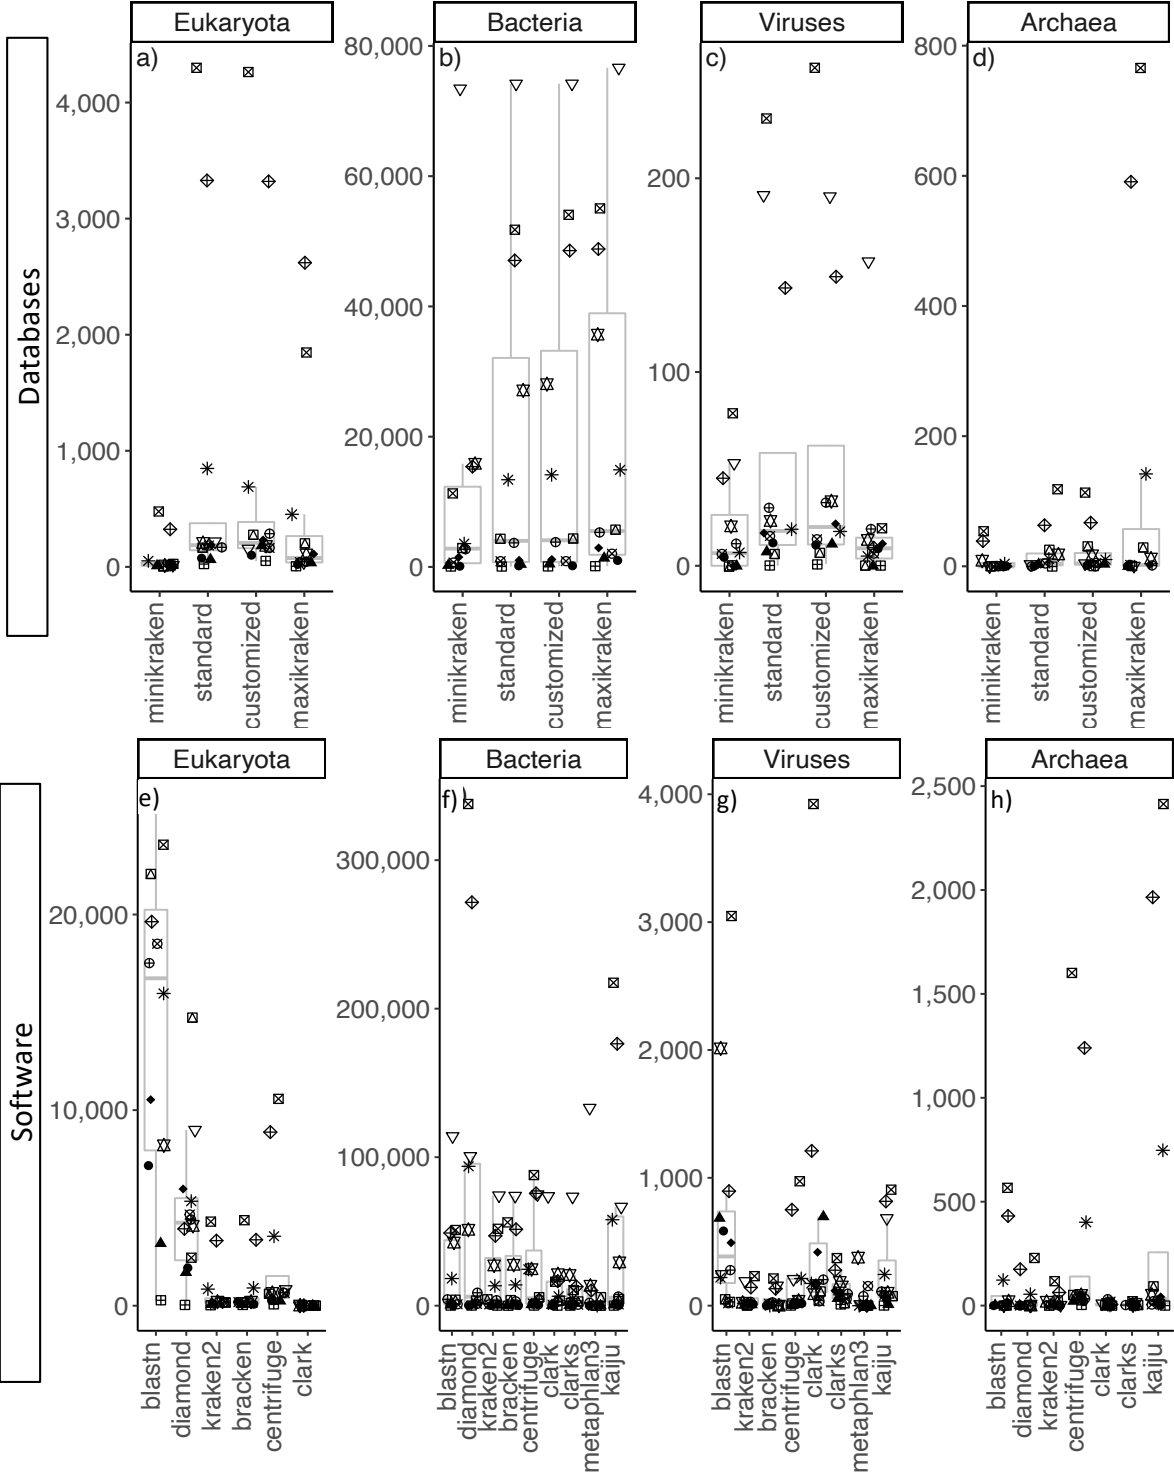 Eukaryota Bacteria Viruses Archaea
Databases
a)
4,000
3,000
2,000
1,000
0
minikraken
standard
customized
maxikraken
b)
80,000
60,000
40,000
20,000
0
minikraken
standard
customized
maxikraken
c)
200
100
0
minikraken
standard
customized
maxikraken
d)
800
600
400
200
0
minikraken
standard
customized
maxikraken
Eukaryota Bacteria Viruses Archaea
Software
e)
20,000
10,000
0
blastn
diamond
kraken2
bracken
centrifuge
clark
f)
300,000
200,000
100,000
0
blastn
diamond
kraken2
bracken
centrifuge
clark
clarks
metaphlan3
kaiju
g)
4,000
3,000
2,000
1,000
0
blastn
kraken2
bracken
centrifuge
clark
clarks
metaphlan3
kaiju
h)
2,500
2,000
1,500
1,000
500
0
blastn
diamond
kraken2
centrifuge
clark
clarks
kaiju